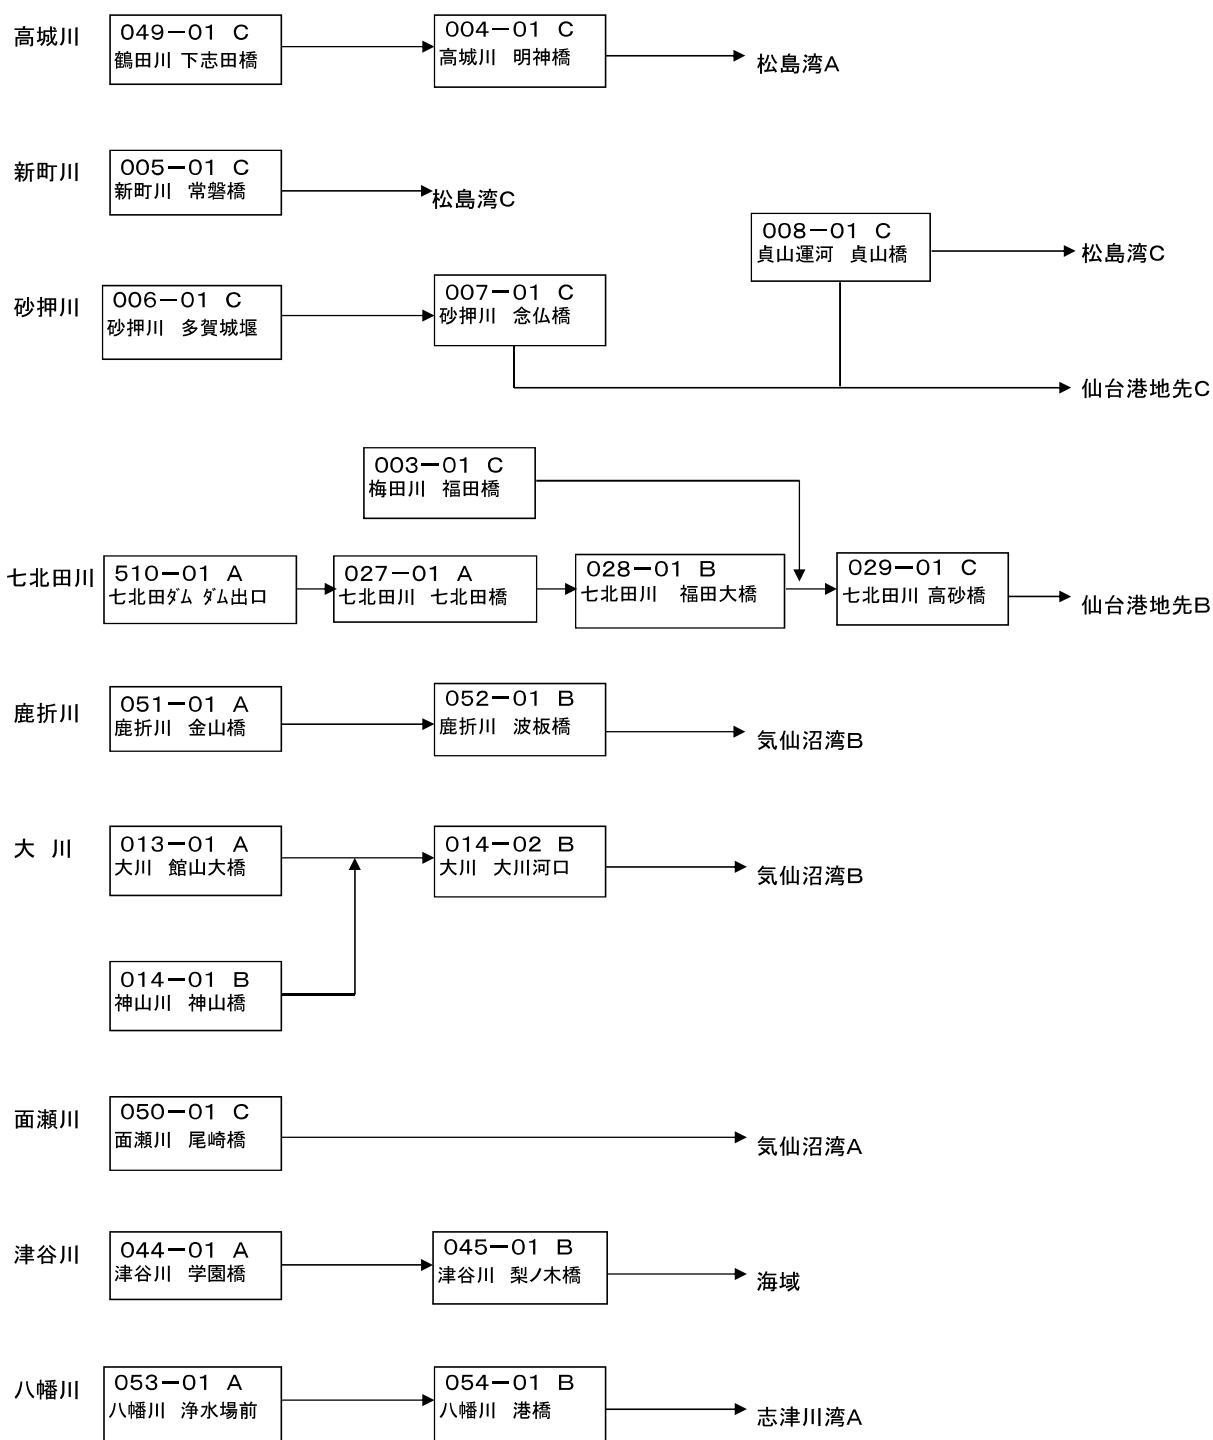 高城川
049−01 C
鶴田川 下志田橋
004−01 C
高城川 明神橋
松島湾A
新町川
005−01 C
新町川 常磐橋
松島湾C
008−01 C
貞山運河 貞山橋
松島湾C
砂押川
006−01 C
砂押川 多賀城堰
007−01 C
砂押川 念仏橋
仙台港地先C
003−01 C
梅田川 福田橋
七北田川
510−01 A
七北田ﾀﾞﾑ ﾀﾞﾑ出口
027−01 A
七北田川 七北田橋
028−01 B
七北田川 福田大橋
029−01 C
七北田川 高砂橋
仙台港地先B
鹿折川
051−01 A
鹿折川 金山橋
052−01 B
鹿折川 波板橋
気仙沼湾B
大 川
013−01 A
大川 館山大橋
014−02 B
大川 大川河口
気仙沼湾B
014−01 B
神山川 神山橋
面瀬川
050−01 C
面瀬川 尾崎橋
気仙沼湾A
津谷川
044−01 A
津谷川 学園橋
045−01 B
津谷川 梨ノ木橋
海域
八幡川
053−01 A
八幡川 浄水場前
054−01 B
八幡川 港橋
志津川湾A